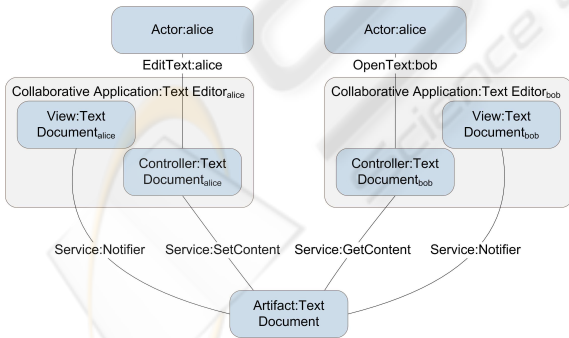 Actor:alice
Actor:alice
EditText:alice
OpenText:bob
Collaborative Application:Text Editoralice
View:Text
Documentalice
Controller:Text
Documentalice
Collaborative Application:Text Editorbob
View:Text
Documentbob
Controller:Text
Documentbob
Service:Notifier
Service:SetContent
Service:GetContent
Service:Notifier
Artifact:Text
Document
Science